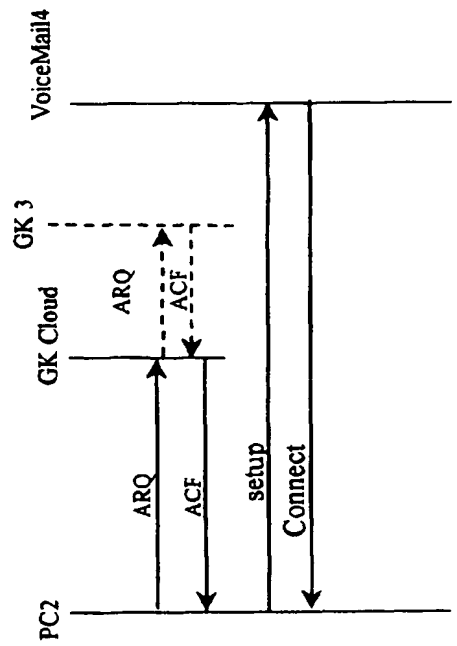 PC2
GK Cloud
GK 3
VoiceMail4
ARQ
ARQ
ACF
ACF
setup
Connect